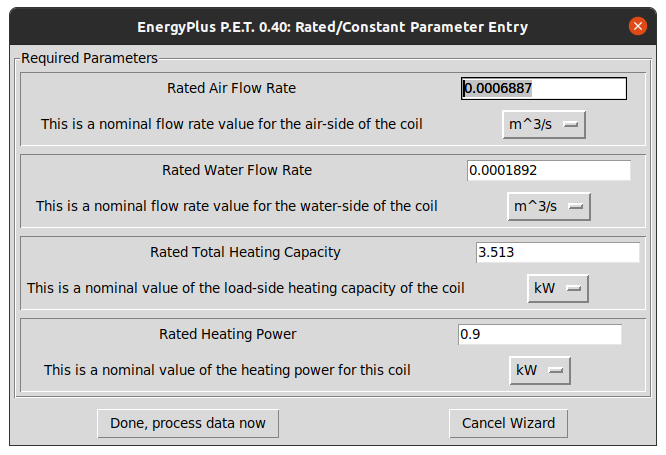 EnergyPlus P.E.T. 0.40: Rated/Constant Parameter Entry
Required Parameters
Rated Air Flow Rate 0.0006887
This is a nominal flow rate value for the air-side of the coil m^3/s
Rated Water Flow Rate 0.0001892
This is a nominal flow rate value for the water-side of the coil m^3/s
Rated Total Heating Capacity 3.513
This is a nominal value of the load-side heating capacity of the coil kW
Rated Heating Power 0.9
This is a nominal value of the heating power for this coil kW
Done, process data now Cancel Wizard